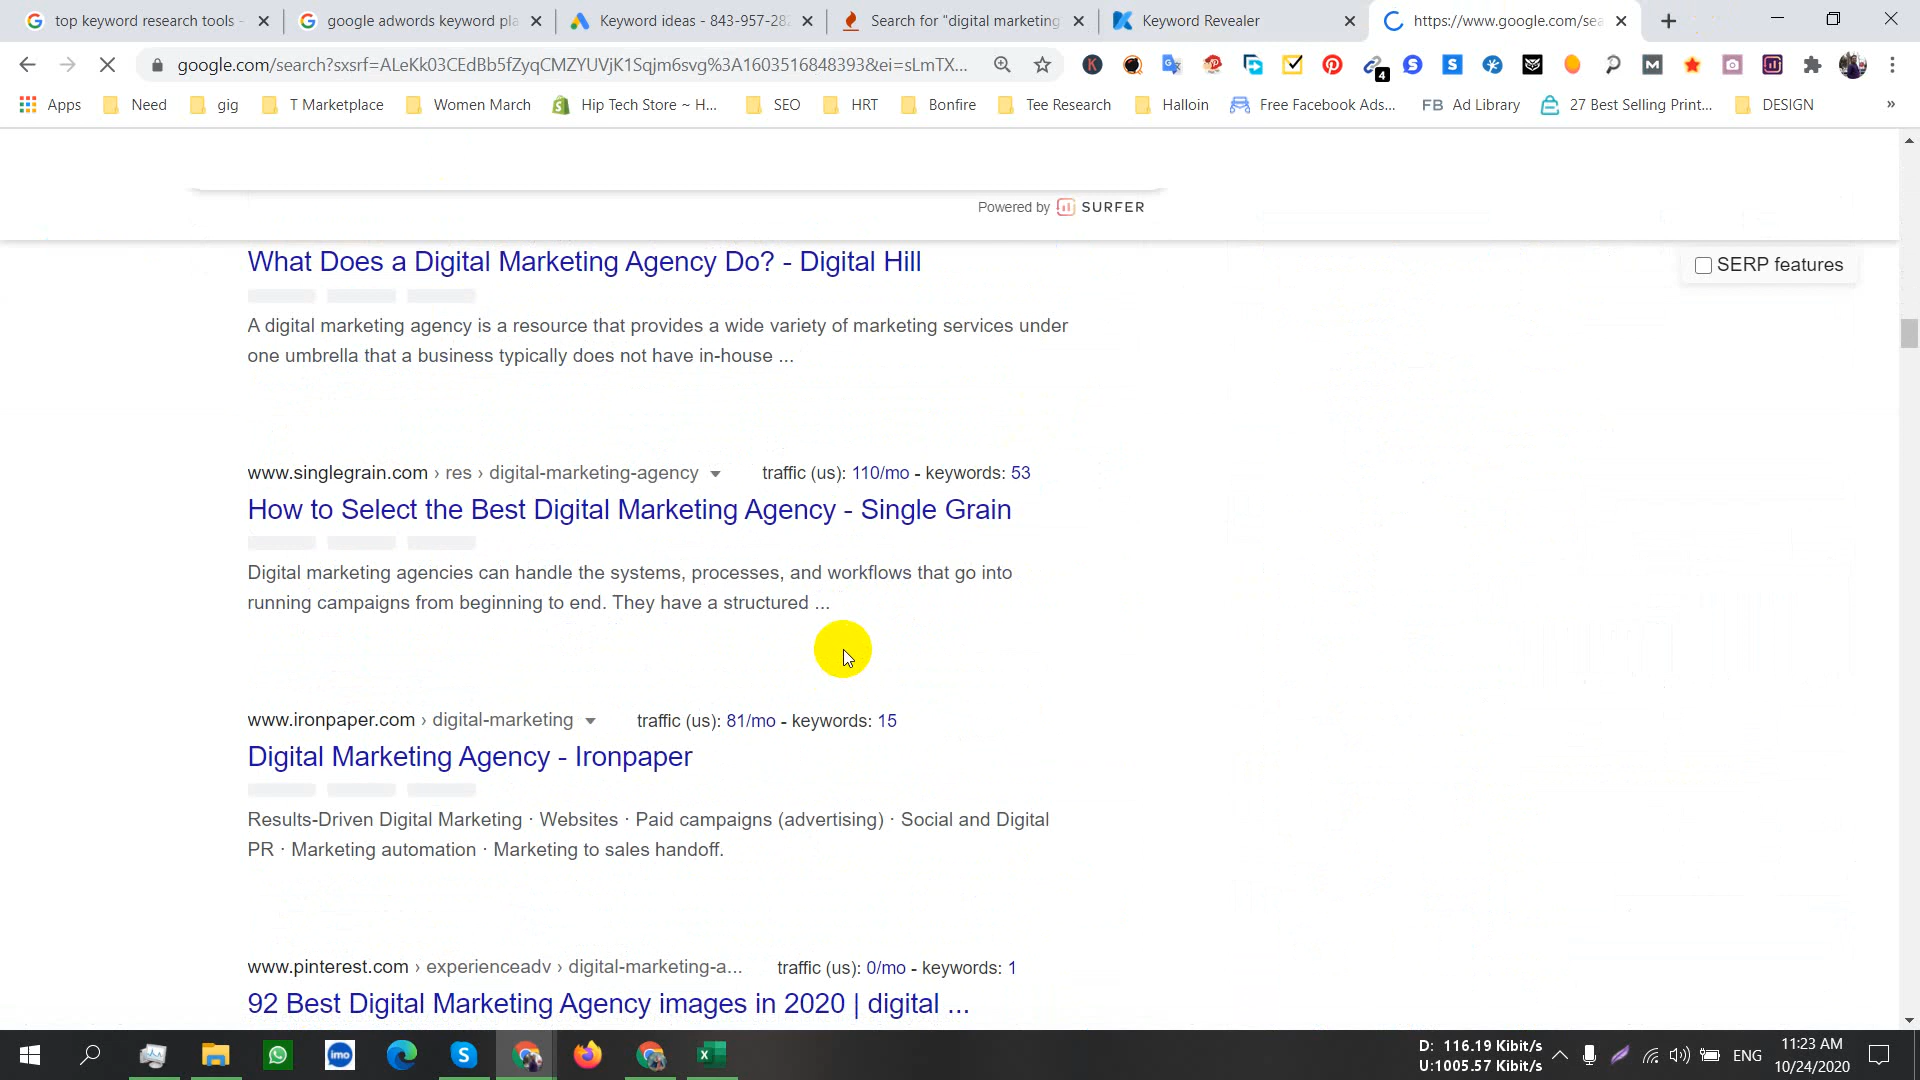 top keyword research tools -
google adwords keyword pla
Keyword ideas - 843-957-282
Search for "digital marketing
Keyword Revealer
https://www.google.com/sea
google.com/search?sxsrf=ALeKk03CEdBb5fZyqCMZYUVjK1Sqjm6svg%3A1603516848393&ei=sLmTX...
4
Apps
Need
gig
T Marketplace
Women March
Hip Tech Store ~ H...
SEO
HRT
Bonfire
Tee Research
Halloin
Free Facebook Ads...
FB Ad Library
27 Best Selling Print...
DESIGN
»
Powered by SURFER
What Does a Digital Marketing Agency Do? - Digital Hill
SERP features
A digital marketing agency is a resource that provides a wide variety of marketing services under
one umbrella that a business typically does not have in-house ...
www.singlegrain.com › res › digital-marketing-agency traffic (us): 110/mo - keywords: 53
How to Select the Best Digital Marketing Agency - Single Grain
Digital marketing agencies can handle the systems, processes, and workflows that go into
running campaigns from beginning to end. They have a structured ...
www.ironpaper.com › digital-marketing traffic (us): 81/mo - keywords: 15
Digital Marketing Agency - Ironpaper
Results-Driven Digital Marketing · Websites · Paid campaigns (advertising) · Social and Digital
PR · Marketing automation · Marketing to sales handoff.
www.pinterest.com › experienceadv › digital-marketing-a... traffic (us): 0/mo - keywords: 1
92 Best Digital Marketing Agency images in 2020 | digital ...
imo
D: 116.19 Kibit/s
U:1005.57 Kibit/s
ENG
11:23 AM
10/24/2020